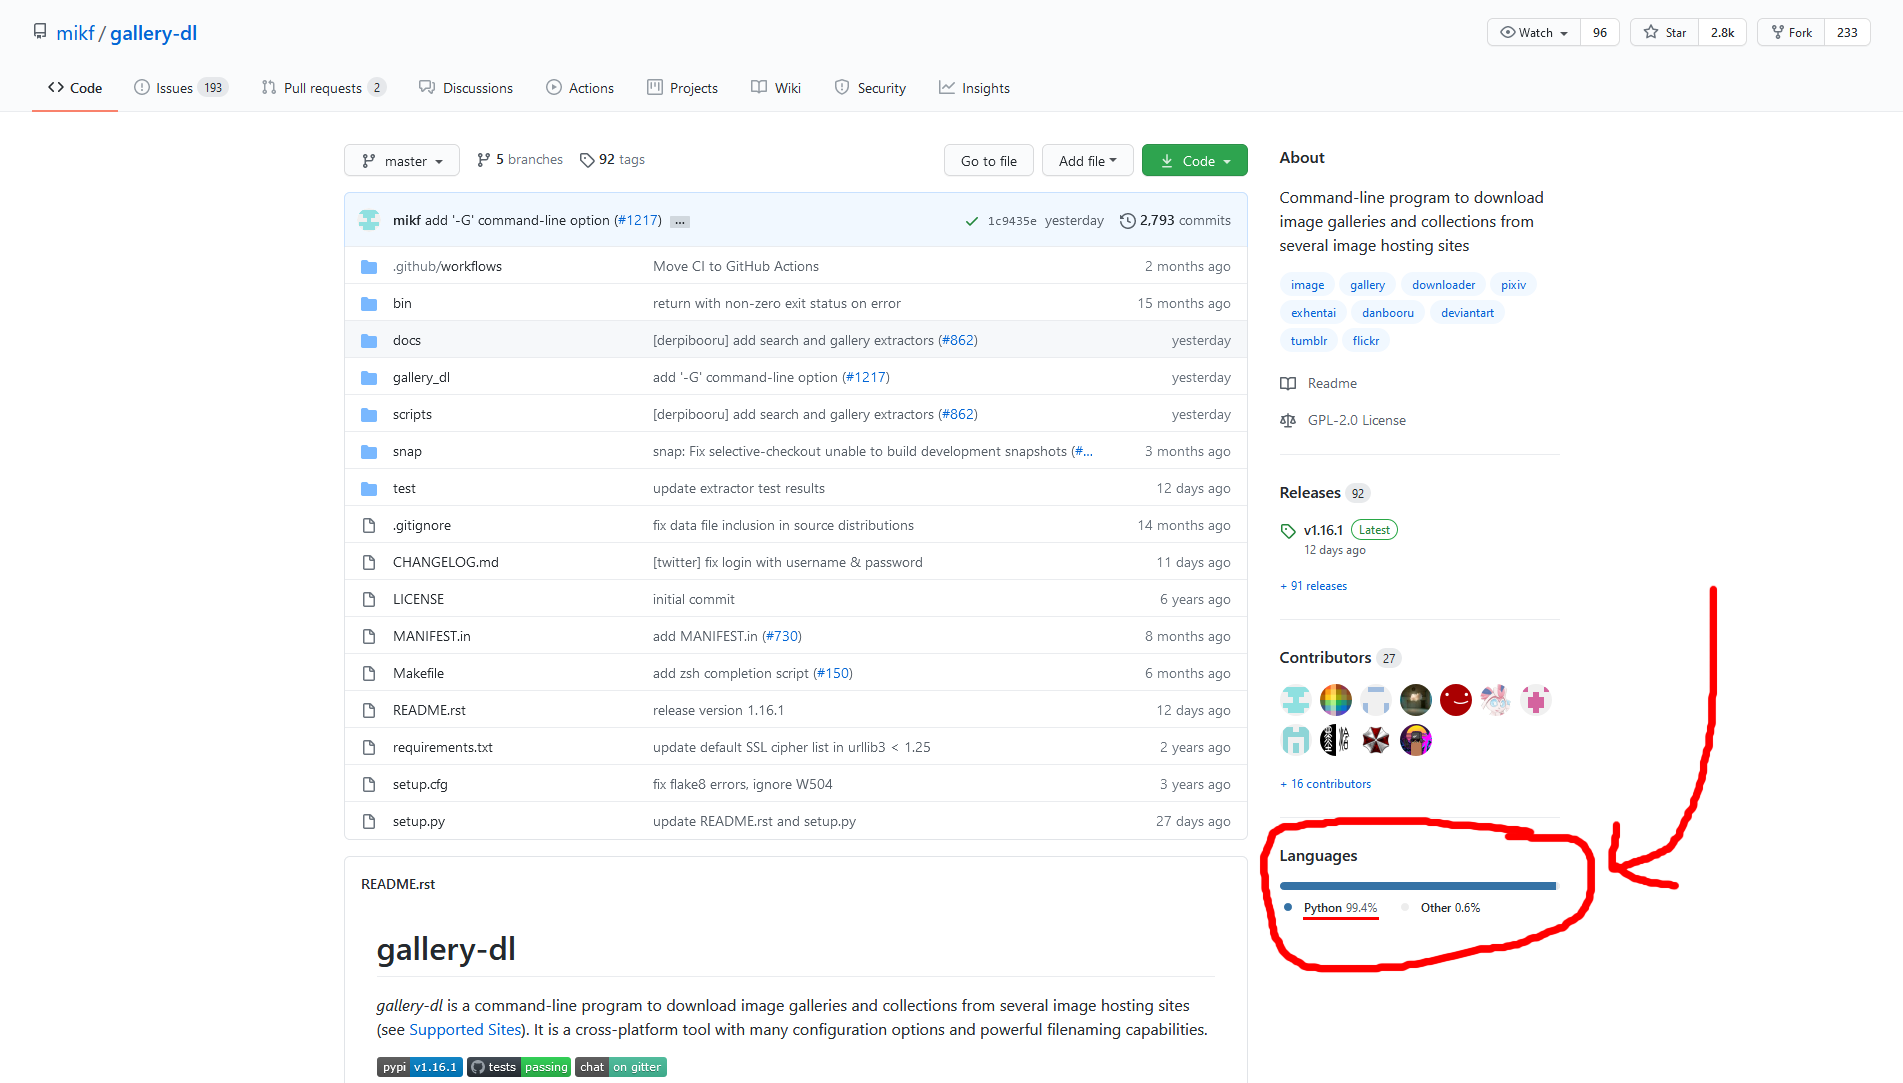 mikf / gallery-dl
Watch 96 Star 2.8k Fork 233
Code Issues 193 Pull requests 2 Discussions Actions Projects Wiki Security Insights
master 5 branches 92 tags Go to file Add file Code
mikf add '-G' command-line option (#1217) ... 1c9435e yesterday 2,793 commits
.github/workflows Move CI to GitHub Actions 2 months ago
bin return with non-zero exit status on error 15 months ago
docs [derpibooru] add search and gallery extractors (#862) yesterday
gallery_dl add '-G' command-line option (#1217) yesterday
scripts [derpibooru] add search and gallery extractors (#862) yesterday
snap snap: Fix selective-checkout unable to build development snapshots (#... 3 months ago
test update extractor test results 12 days ago
.gitignore fix data file inclusion in source distributions 14 months ago
CHANGELOG.md [twitter] fix login with username & password 11 days ago
LICENSE initial commit 6 years ago
MANIFEST.in add MANIFEST.in (#730) 8 months ago
Makefile add zsh completion script (#150) 6 months ago
README.rst release version 1.16.1 12 days ago
requirements.txt update default SSL cipher list in urllib3 < 1.25 2 years ago
setup.cfg fix flake8 errors, ignore W504 3 years ago
setup.py update README.rst and setup.py 27 days ago
README.rst
gallery-dl
gallery-dl is a command-line program to download image galleries and collections from several image hosting sites
(see Supported Sites). It is a cross-platform tool with many configuration options and powerful filenaming capabilities.
pypi v1.16.1 tests passing chat on gitter
About
Command-line program to download
image galleries and collections from
several image hosting sites
image gallery downloader pixiv
exhentai danbooru deviantart
tumblr flickr
Readme
GPL-2.0 License
Releases 92
v1.16.1 Latest
12 days ago
+ 91 releases
Contributors 27
+ 16 contributors
Languages
Python 99.4% Other 0.6%